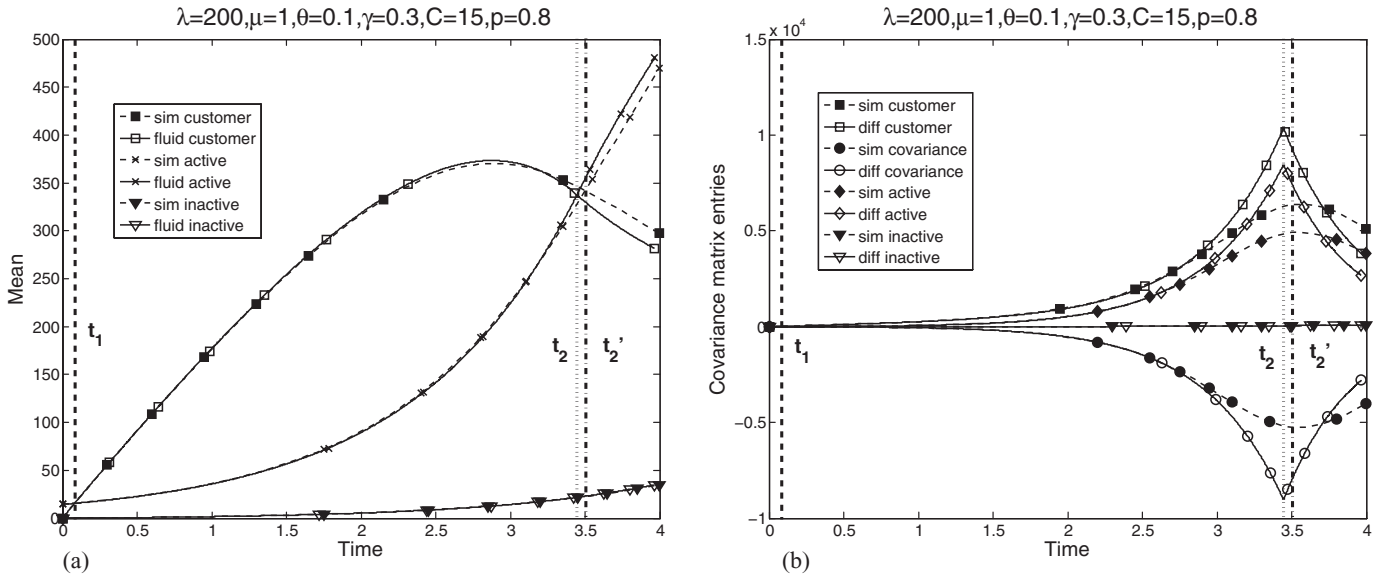 λ=200,μ=1,θ=0.1,γ=0.3,C=15,p=0.8
500
450
400
350
300
250
200
150
100
50
0
Mean
sim customer
fluid customer
sim active
fluid active
sim inactive
fluid inactive
t1
t2
t2'
0
0.5
1
1.5
2
2.5
3
3.5
4
Time
(a)
λ=200,μ=1,θ=0.1,γ=0.3,C=15,p=0.8
x 10^4
1.5
1
0.5
0
−0.5
−1
Covariance matrix entries
sim customer
diff customer
sim covariance
diff covariance
sim active
diff active
sim inactive
diff inactive
t1
t2
t2'
0
0.5
1
1.5
2
2.5
3
3.5
4
Time
(b)